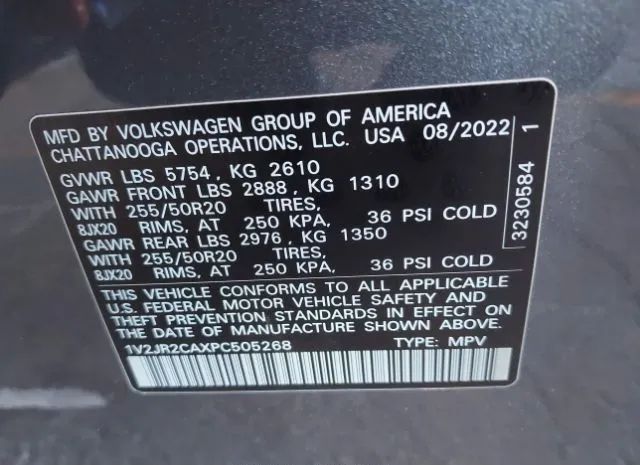 MFD BY VOLKSWAGEN GROUP OF AMERICA
CHATTANOOGA OPERATIONS, LLC. USA 08/2022
GVWR LBS 5754, KG 2610
GAWR FRONT LBS 2888, KG 1310
WITH 255/50R20 TIRES,
8JX20 RIMS, AT 250 KPA, 36 PSI COLD
GAWR REAR LBS 2976, KG 1350
WITH 255/50R20 TIRES,
8JX20 RIMS, AT 250 KPA, 36 PSI COLD
THIS VEHICLE CONFORMS TO ALL APPLICABLE
U.S. FEDERAL MOTOR VEHICLE SAFETY AND
THEFT PREVENTION STANDARDS IN EFFECT ON
THE DATE OF MANUFACTURE SHOWN ABOVE.
1V2JR2CAXPC505268 TYPE: MPV
3230584 1